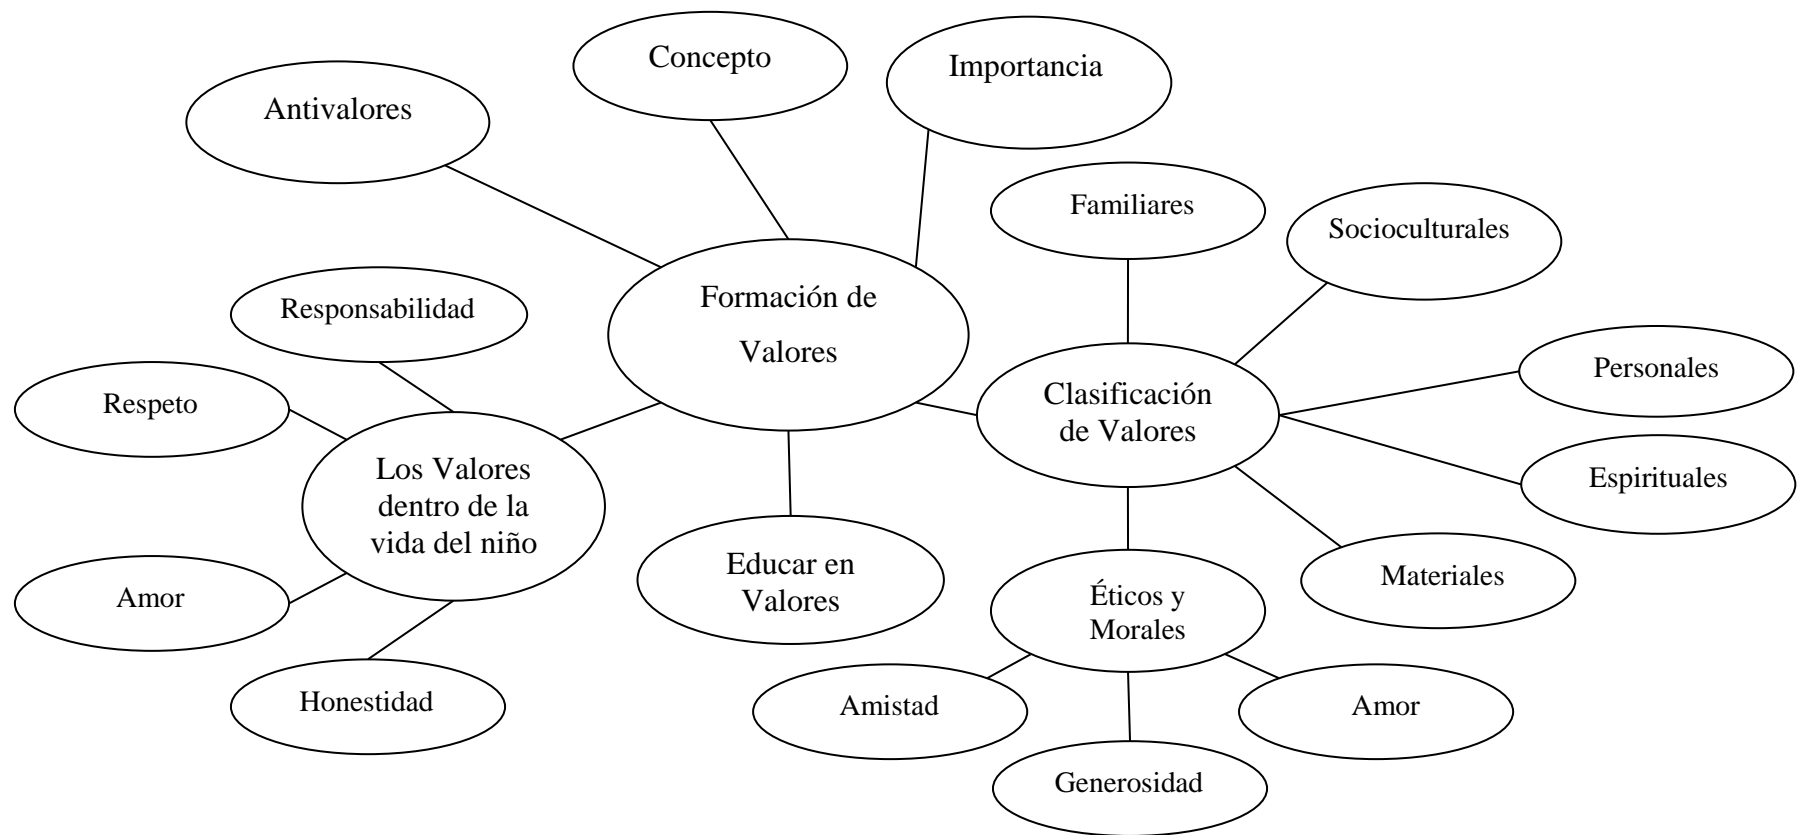 Concepto
Importancia
Antivalores
Familiares
Socioculturales
Formación de
Valores
Responsabilidad
Personales
Respeto
Clasificación
de Valores
Los Valores
dentro de la
vida del niño
Espirituales
Educar en
Valores
Materiales
Éticos y
Morales
Amor
Honestidad
Amistad
Amor
Generosidad